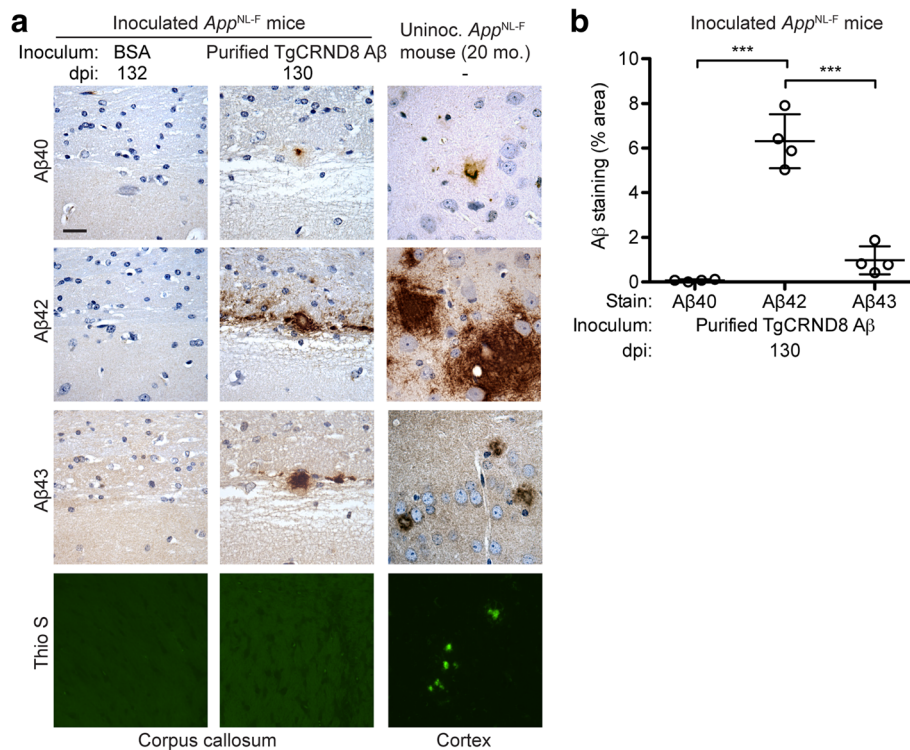 a
Inoculated App^NL-F mice
Uninoc. App^NL-F
mouse (20 mo.)
Inoculum: BSA Purified TgCRND8 Aβ
dpi: 132 130 -
Aβ40
Aβ42
Aβ43
Thio S
Corpus callosum Cortex
b
Inoculated App^NL-F mice
*** ***
Aβ staining (% area)
10
8
6
4
2
0
Stain: Aβ40 Aβ42 Aβ43
Inoculum: Purified TgCRND8 Aβ
dpi: 130